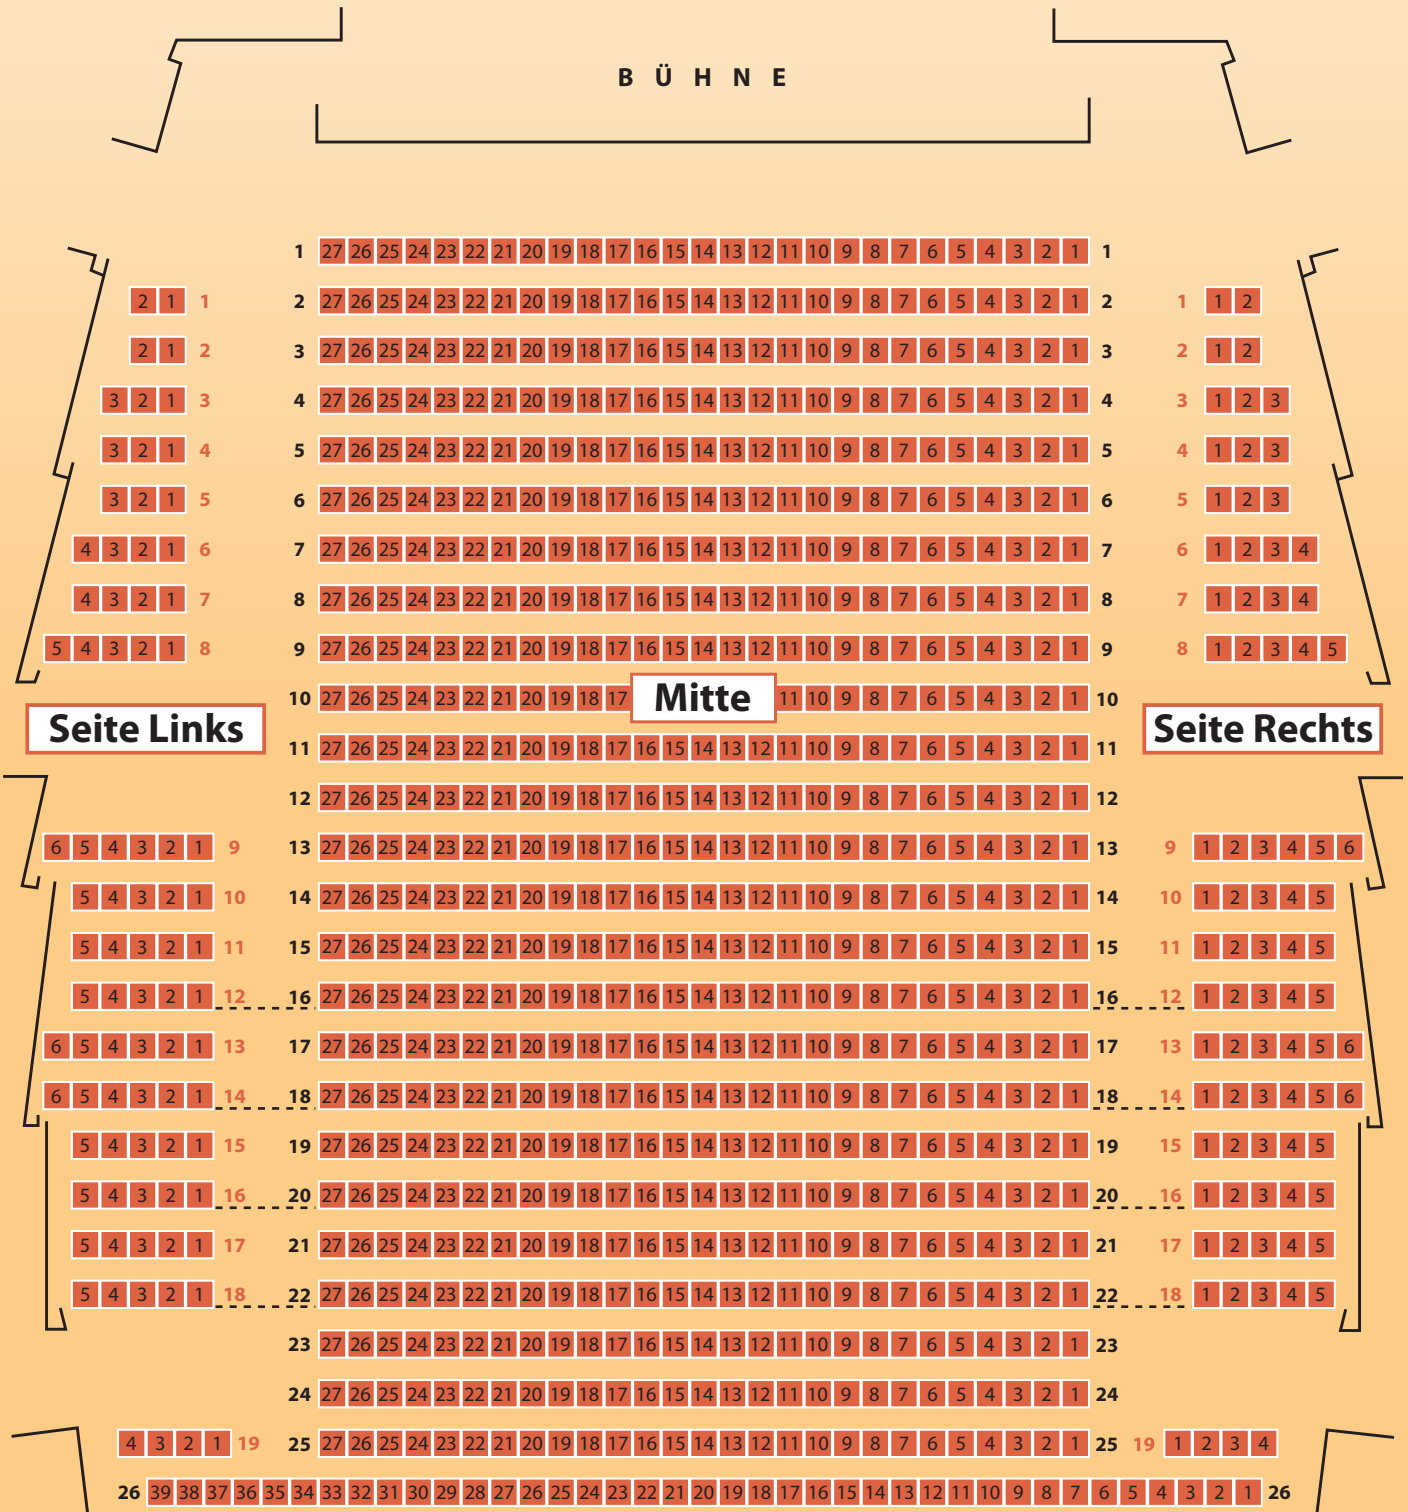 BÜHNE
1 27 26 25 24 23 22 21 20 19 18 17 16 15 14 13 12 11 10 9 8 7 6 5 4 3 2 1 1
2 1 1 2 27 26 25 24 23 22 21 20 19 18 17 16 15 14 13 12 11 10 9 8 7 6 5 4 3 2 1 2 1 1 2
2 1 2 3 27 26 25 24 23 22 21 20 19 18 17 16 15 14 13 12 11 10 9 8 7 6 5 4 3 2 1 3 2 1 2
3 2 1 3 4 27 26 25 24 23 22 21 20 19 18 17 16 15 14 13 12 11 10 9 8 7 6 5 4 3 2 1 4 3 1 2 3
3 2 1 4 5 27 26 25 24 23 22 21 20 19 18 17 16 15 14 13 12 11 10 9 8 7 6 5 4 3 2 1 5 4 1 2 3
3 2 1 5 6 27 26 25 24 23 22 21 20 19 18 17 16 15 14 13 12 11 10 9 8 7 6 5 4 3 2 1 6 5 1 2 3
4 3 2 1 6 7 27 26 25 24 23 22 21 20 19 18 17 16 15 14 13 12 11 10 9 8 7 6 5 4 3 2 1 7 6 1 2 3 4
4 3 2 1 7 8 27 26 25 24 23 22 21 20 19 18 17 16 15 14 13 12 11 10 9 8 7 6 5 4 3 2 1 8 7 1 2 3 4
5 4 3 2 1 8 9 27 26 25 24 23 22 21 20 19 18 17 16 15 14 13 12 11 10 9 8 7 6 5 4 3 2 1 9 8 1 2 3 4 5
10 27 26 25 24 23 22 21 20 19 18 17 Mitte 11 10 9 8 7 6 5 4 3 2 1 10
Seite Links Seite Rechts
11 27 26 25 24 23 22 21 20 19 18 17 16 15 14 13 12 11 10 9 8 7 6 5 4 3 2 1 11
12 27 26 25 24 23 22 21 20 19 18 17 16 15 14 13 12 11 10 9 8 7 6 5 4 3 2 1 12
6 5 4 3 2 1 9 13 27 26 25 24 23 22 21 20 19 18 17 16 15 14 13 12 11 10 9 8 7 6 5 4 3 2 1 13 9 1 2 3 4 5 6
5 4 3 2 1 10 14 27 26 25 24 23 22 21 20 19 18 17 16 15 14 13 12 11 10 9 8 7 6 5 4 3 2 1 14 10 1 2 3 4 5
5 4 3 2 1 11 15 27 26 25 24 23 22 21 20 19 18 17 16 15 14 13 12 11 10 9 8 7 6 5 4 3 2 1 15 11 1 2 3 4 5
5 4 3 2 1 12 16 27 26 25 24 23 22 21 20 19 18 17 16 15 14 13 12 11 10 9 8 7 6 5 4 3 2 1 16 12 1 2 3 4 5
6 5 4 3 2 1 13 17 27 26 25 24 23 22 21 20 19 18 17 16 15 14 13 12 11 10 9 8 7 6 5 4 3 2 1 17 13 1 2 3 4 5 6
6 5 4 3 2 1 14 18 27 26 25 24 23 22 21 20 19 18 17 16 15 14 13 12 11 10 9 8 7 6 5 4 3 2 1 18 14 1 2 3 4 5 6
5 4 3 2 1 15 19 27 26 25 24 23 22 21 20 19 18 17 16 15 14 13 12 11 10 9 8 7 6 5 4 3 2 1 19 15 1 2 3 4 5
5 4 3 2 1 16 20 27 26 25 24 23 22 21 20 19 18 17 16 15 14 13 12 11 10 9 8 7 6 5 4 3 2 1 20 16 1 2 3 4 5
5 4 3 2 1 17 21 27 26 25 24 23 22 21 20 19 18 17 16 15 14 13 12 11 10 9 8 7 6 5 4 3 2 1 21 17 1 2 3 4 5
5 4 3 2 1 18 22 27 26 25 24 23 22 21 20 19 18 17 16 15 14 13 12 11 10 9 8 7 6 5 4 3 2 1 22 18 1 2 3 4 5
23 27 26 25 24 23 22 21 20 19 18 17 16 15 14 13 12 11 10 9 8 7 6 5 4 3 2 1 23
24 27 26 25 24 23 22 21 20 19 18 17 16 15 14 13 12 11 10 9 8 7 6 5 4 3 2 1 24
4 3 2 1 19 25 27 26 25 24 23 22 21 20 19 18 17 16 15 14 13 12 11 10 9 8 7 6 5 4 3 2 1 25 19 1 2 3 4
26 39 38 37 36 35 34 33 32 31 30 29 28 27 26 25 24 23 22 21 20 19 18 17 16 15 14 13 12 11 10 9 8 7 6 5 4 3 2 1 26